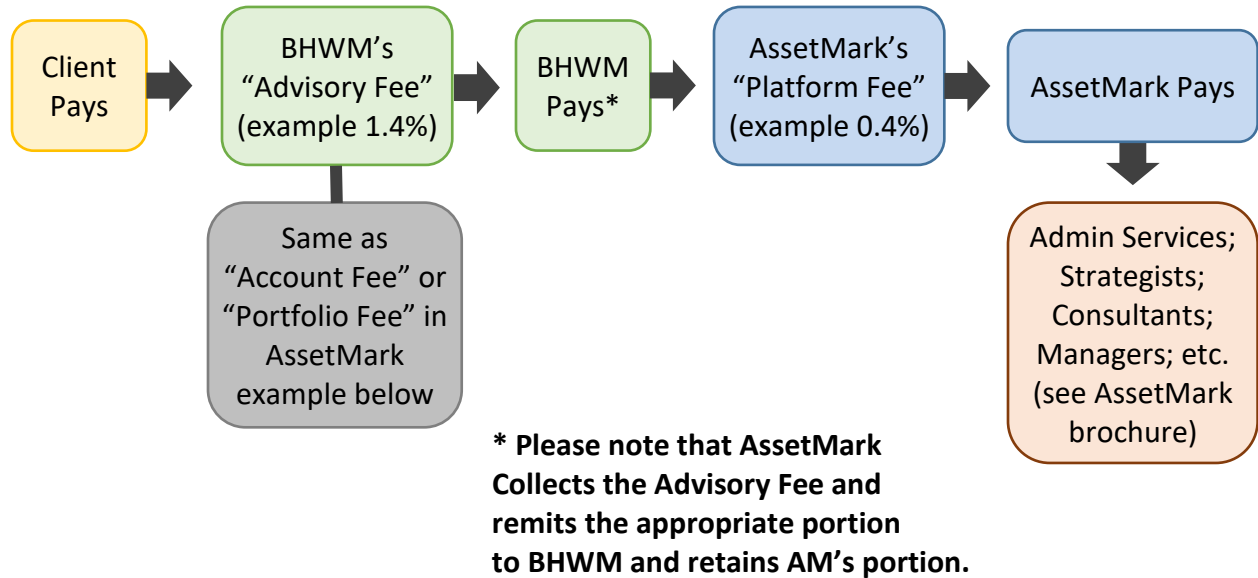 Client
Pays
BHWM’s
“Advisory Fee”
(example 1.4%)
BHWM
Pays*
AssetMark’s
“Platform Fee”
(example 0.4%)
AssetMark Pays
Same as
“Account Fee” or
“Portfolio Fee” in
AssetMark
example below
Admin Services;
Strategists;
Consultants;
Managers; etc.
(see AssetMark
brochure)
* Please note that AssetMark
Collects the Advisory Fee and
remits the appropriate portion
to BHWM and retains AM’s portion.